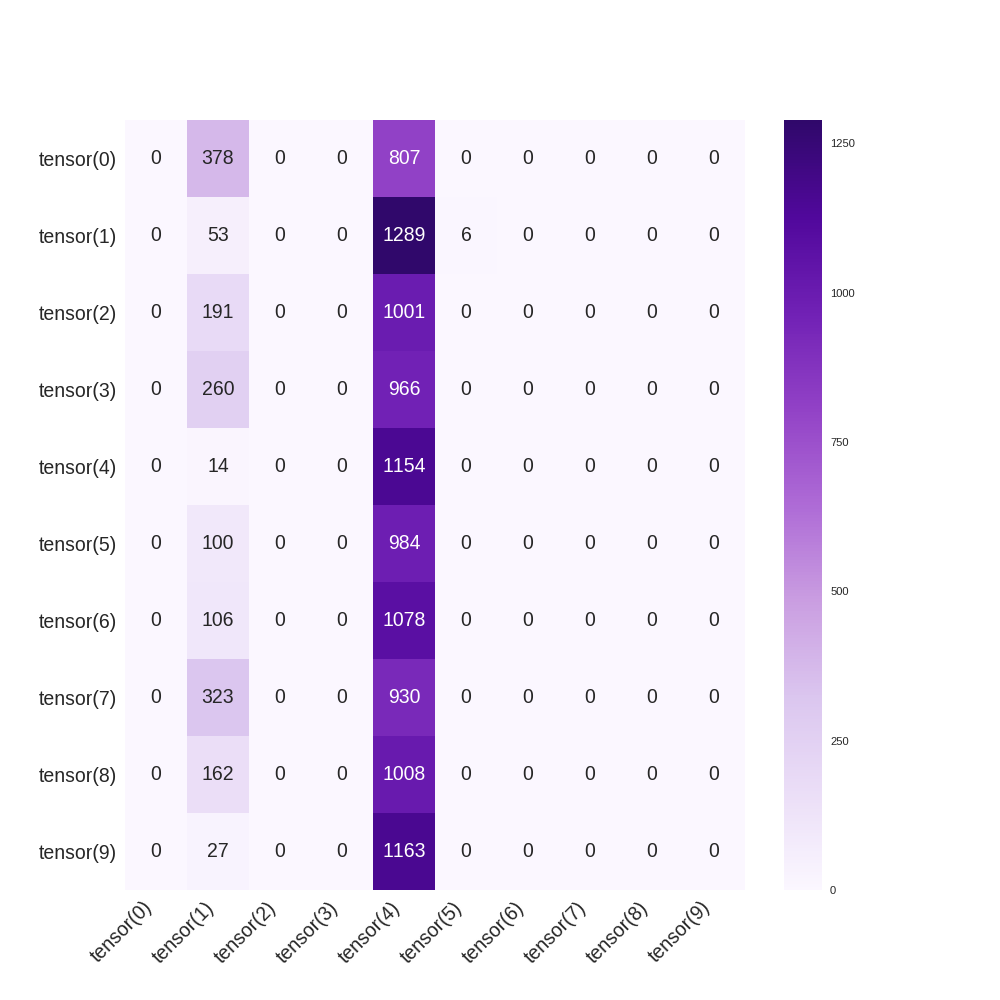 tensor(0) 0 378 0 0 807 0 0 0 0 0
tensor(1) 0 53 0 0 1289 6 0 0 0 0
tensor(2) 0 191 0 0 1001 0 0 0 0 0
tensor(3) 0 260 0 0 966 0 0 0 0 0
tensor(4) 0 14 0 0 1154 0 0 0 0 0
tensor(5) 0 100 0 0 984 0 0 0 0 0
tensor(6) 0 106 0 0 1078 0 0 0 0 0
tensor(7) 0 323 0 0 930 0 0 0 0 0
tensor(8) 0 162 0 0 1008 0 0 0 0 0
tensor(9) 0 27 0 0 1163 0 0 0 0 0
tensor(0) tensor(1) tensor(2) tensor(3) tensor(4) tensor(5) tensor(6) tensor(7) tensor(8) tensor(9)
1250
1000
750
500
250
0